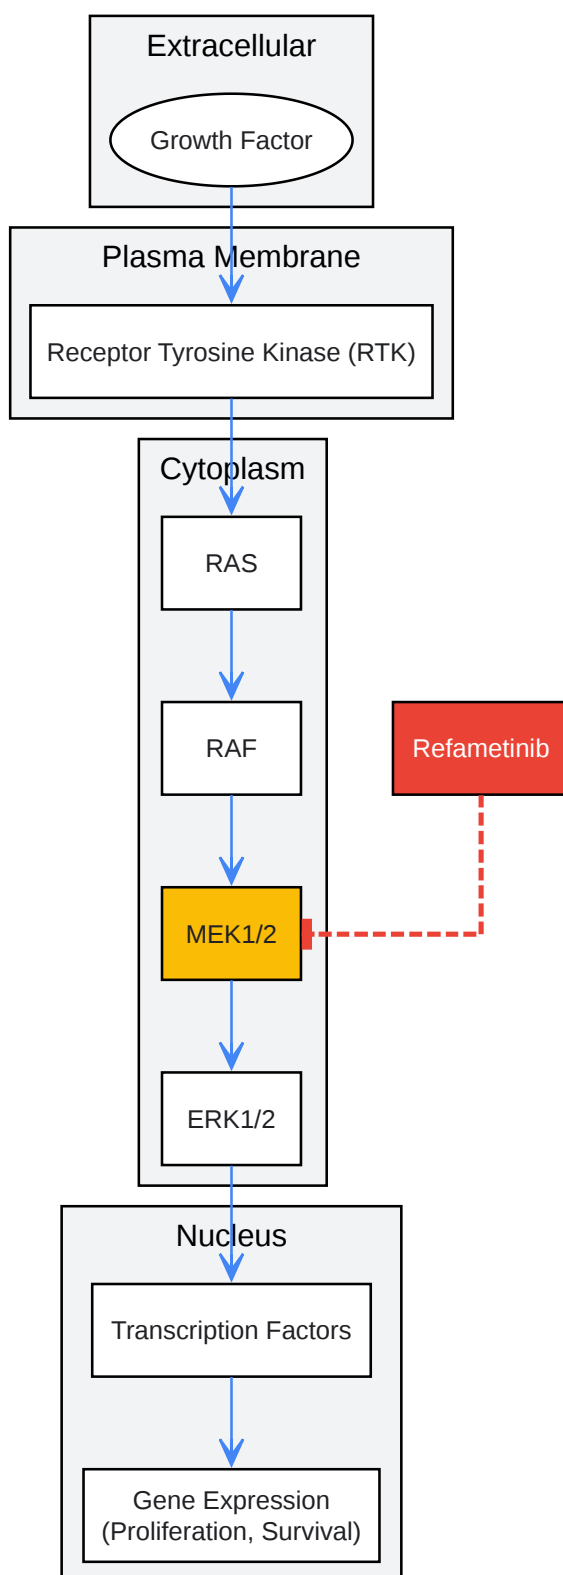 Extracellular
Growth Factor
Plasma Membrane
Receptor Tyrosine Kinase (RTK)
Cytoplasm
RAS
RAF
Refametinib
MEK1/2
ERK1/2
Nucleus
Transcription Factors
Gene Expression
(Proliferation, Survival)